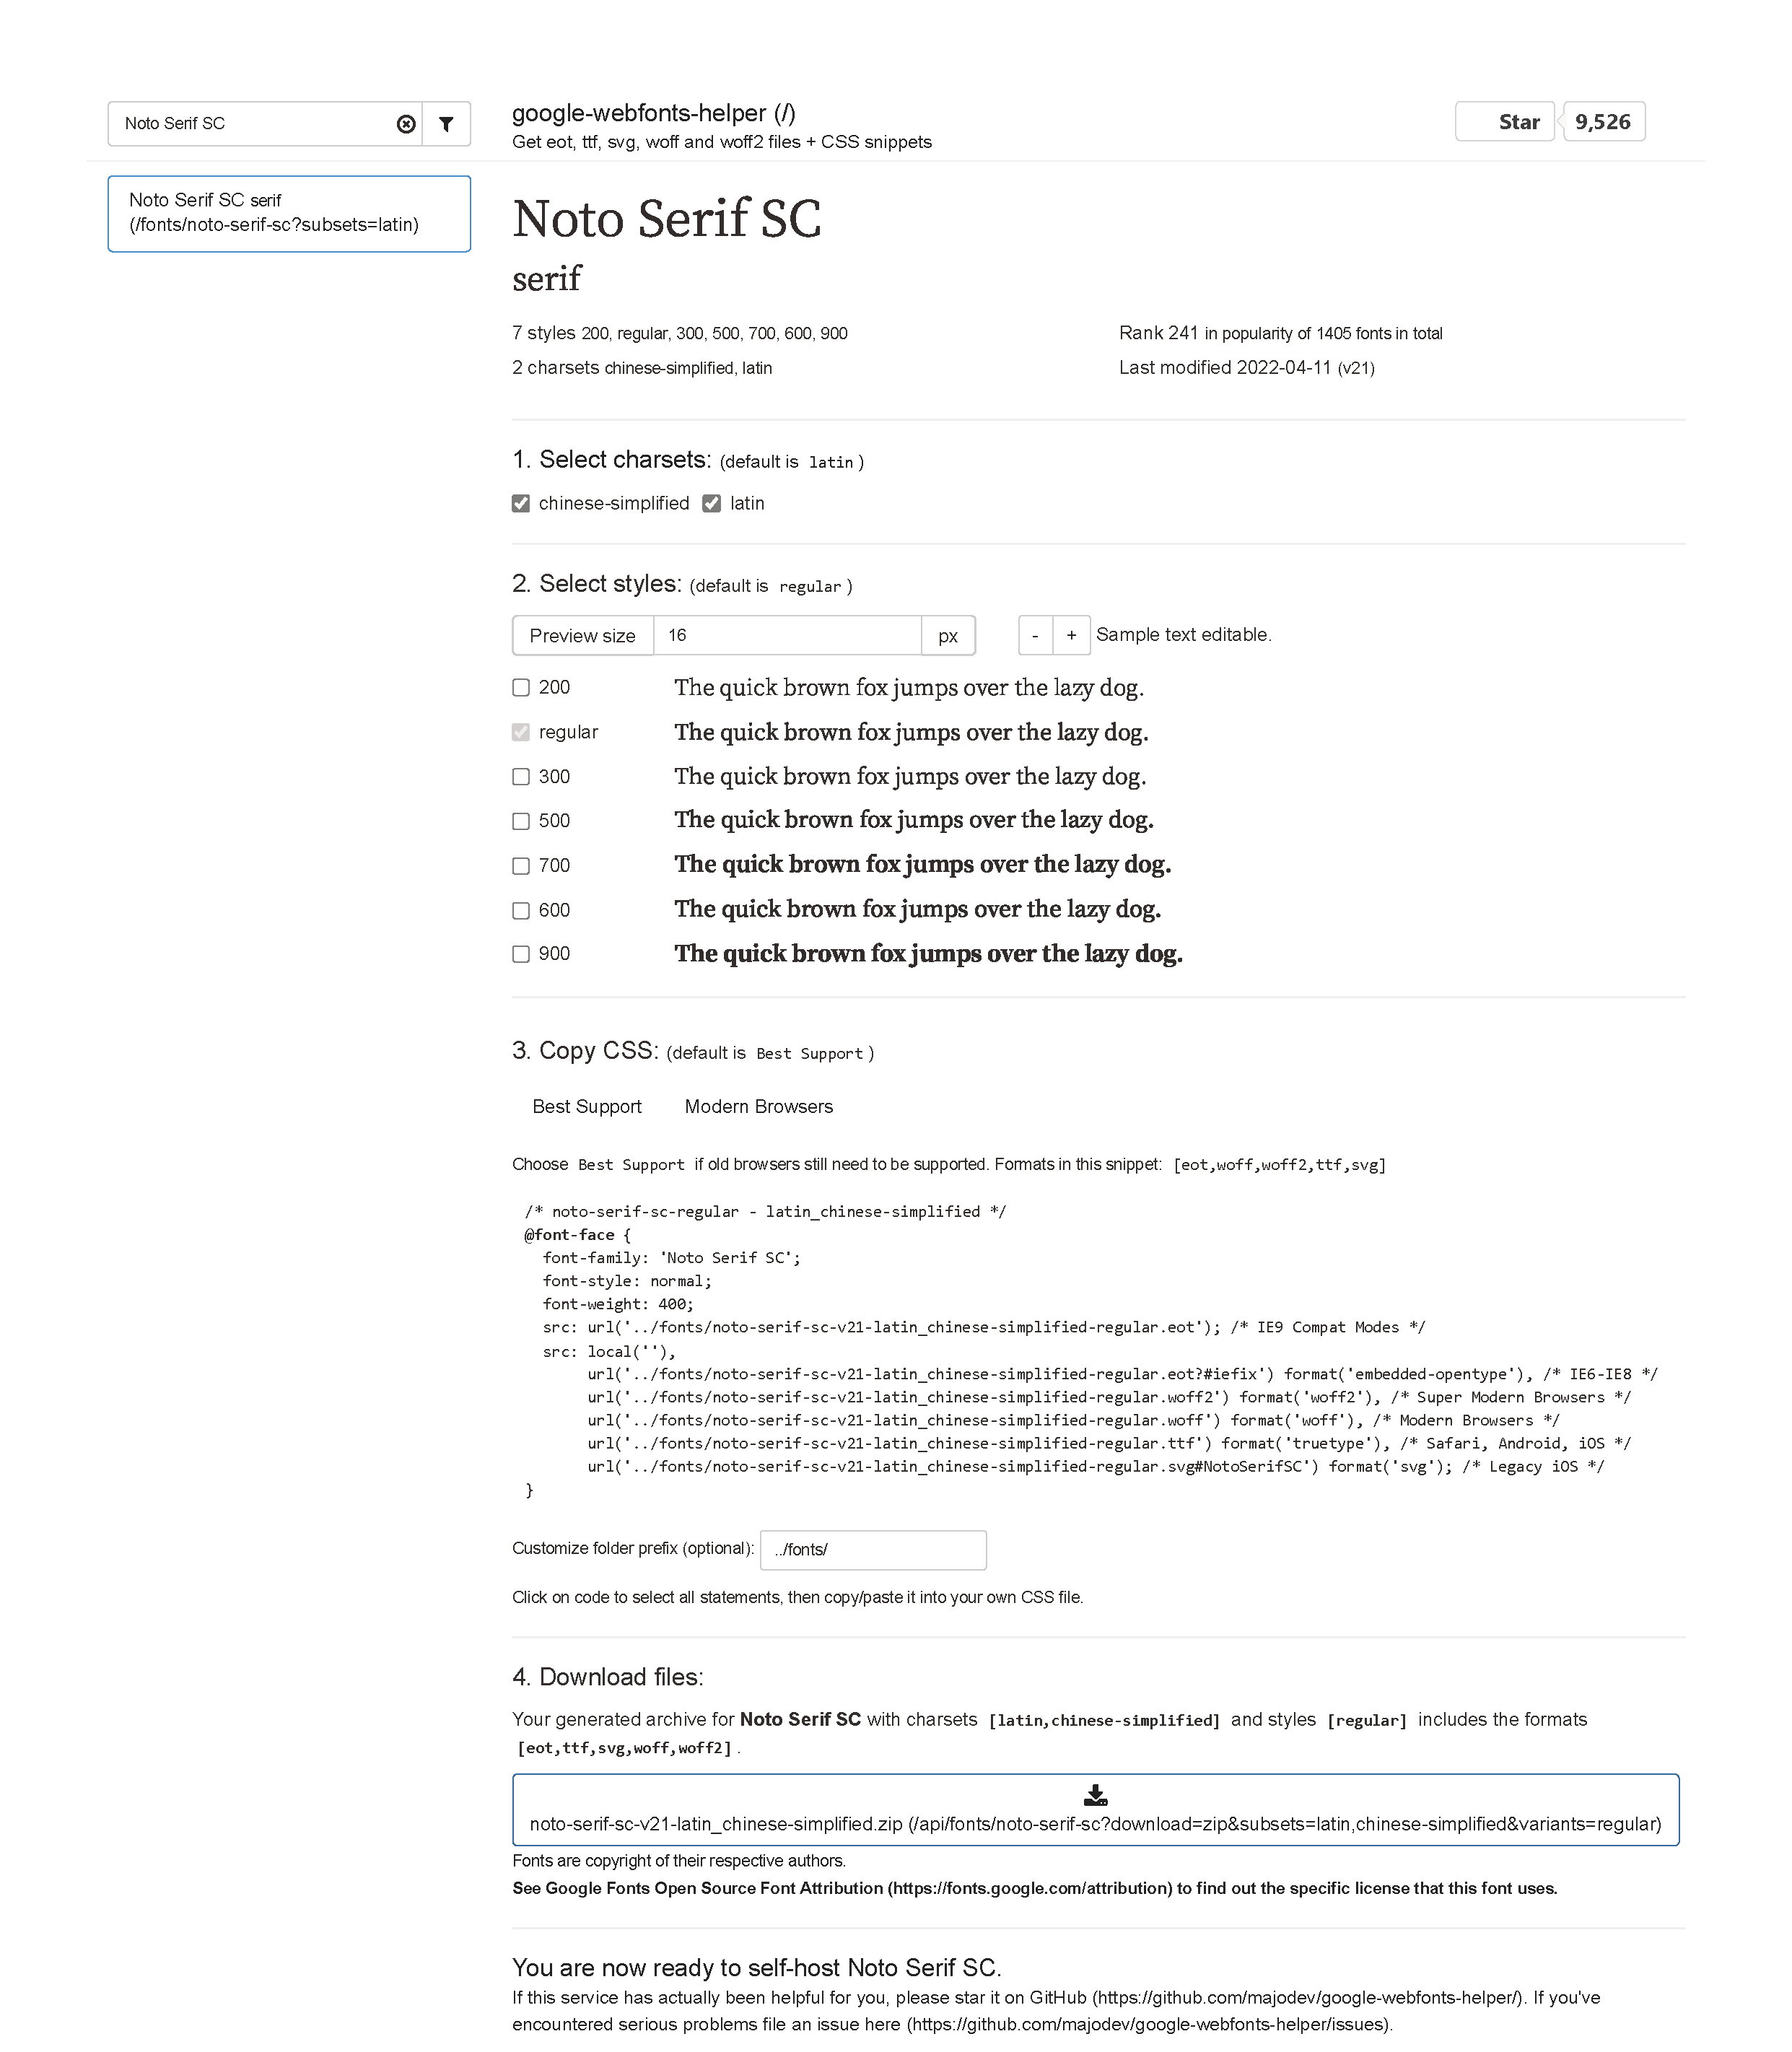 Noto Serif SC
google-webfonts-helper (/)
Get eot, ttf, svg, woff and woff2 files + CSS snippets
Star 9,526
Noto Serif SC serif
(/fonts/noto-serif-sc?subsets=latin)
Noto Serif SC
serif
7 styles 200, regular, 300, 500, 700, 600, 900
Rank 241 in popularity of 1405 fonts in total
2 charsets chinese-simplified, latin
Last modified 2022-04-11 (v21)
1. Select charsets: (default is latin)
chinese-simplified latin
2. Select styles: (default is regular)
Preview size 16 px - + Sample text editable.
200 The quick brown fox jumps over the lazy dog.
regular The quick brown fox jumps over the lazy dog.
300 The quick brown fox jumps over the lazy dog.
500 The quick brown fox jumps over the lazy dog.
700 The quick brown fox jumps over the lazy dog.
600 The quick brown fox jumps over the lazy dog.
900 The quick brown fox jumps over the lazy dog.
3. Copy CSS: (default is Best Support)
Best Support Modern Browsers
Choose Best Support if old browsers still need to be supported. Formats in this snippet: [eot,woff,woff2,ttf,svg]
/* noto-serif-sc-regular - latin_chinese-simplified */
@font-face {
  font-family: 'Noto Serif SC';
  font-style: normal;
  font-weight: 400;
  src: url('../fonts/noto-serif-sc-v21-latin_chinese-simplified-regular.eot'); /* IE9 Compat Modes */
  src: local(''),
       url('../fonts/noto-serif-sc-v21-latin_chinese-simplified-regular.eot?#iefix') format('embedded-opentype'), /* IE6-IE8 */
       url('../fonts/noto-serif-sc-v21-latin_chinese-simplified-regular.woff2') format('woff2'), /* Super Modern Browsers */
       url('../fonts/noto-serif-sc-v21-latin_chinese-simplified-regular.woff') format('woff'), /* Modern Browsers */
       url('../fonts/noto-serif-sc-v21-latin_chinese-simplified-regular.ttf') format('truetype'), /* Safari, Android, iOS */
       url('../fonts/noto-serif-sc-v21-latin_chinese-simplified-regular.svg#NotoSerifSC') format('svg'); /* Legacy iOS */
}
Customize folder prefix (optional): ../fonts/
Click on code to select all statements, then copy/paste it into your own CSS file.
4. Download files:
Your generated archive for Noto Serif SC with charsets [latin,chinese-simplified] and styles [regular] includes the formats
[eot,ttf,svg,woff,woff2].
noto-serif-sc-v21-latin_chinese-simplified.zip (/api/fonts/noto-serif-sc?download=zip&subsets=latin,chinese-simplified&variants=regular)
Fonts are copyright of their respective authors.
See Google Fonts Open Source Font Attribution (https://fonts.google.com/attribution) to find out the specific license that this font uses.
You are now ready to self-host Noto Serif SC.
If this service has actually been helpful for you, please star it on GitHub (https://github.com/majodev/google-webfonts-helper/). If you've
encountered serious problems file an issue here (https://github.com/majodev/google-webfonts-helper/issues).